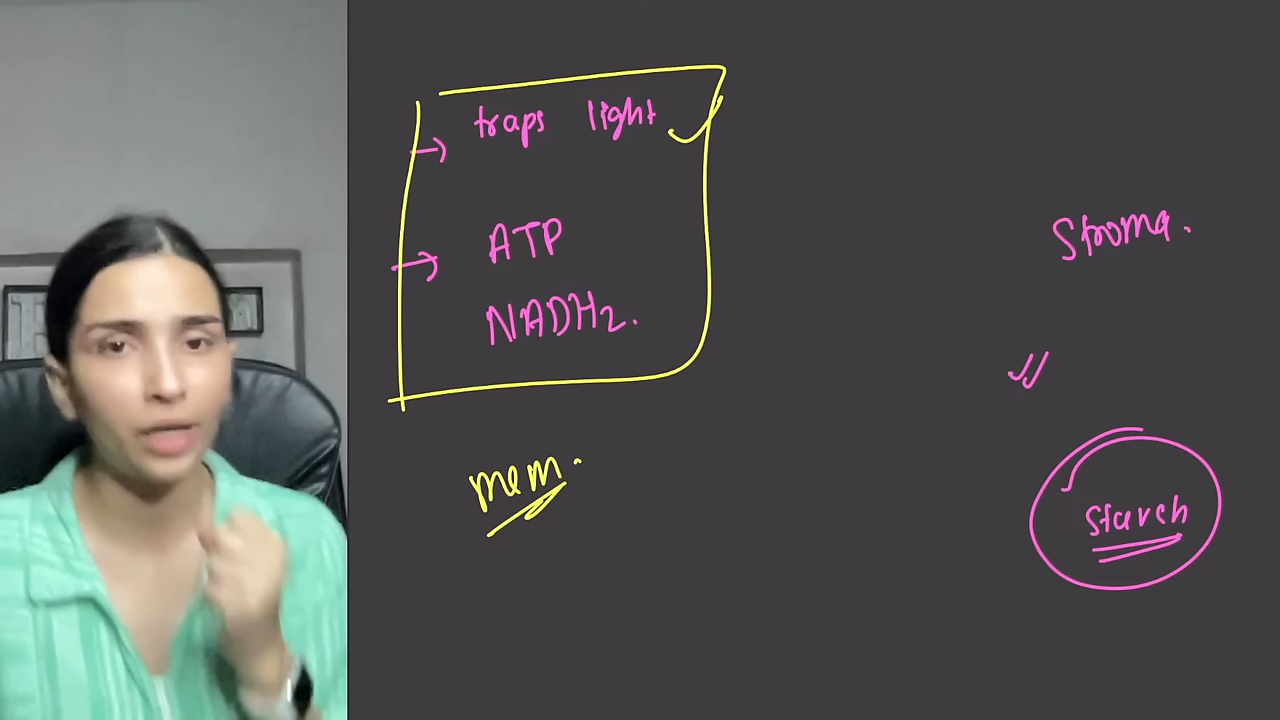 traps light
ATP
NADH2.
mem.
Stroma.
Starch